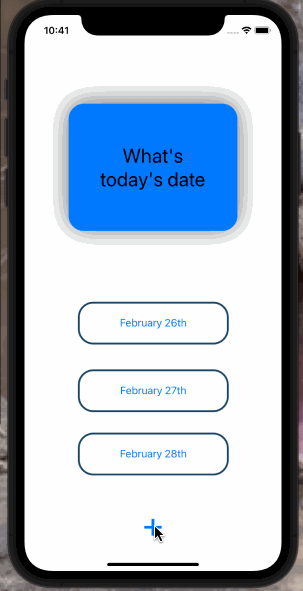 10:41
What's
today's date
February 26th
February 27th
February 28th
+